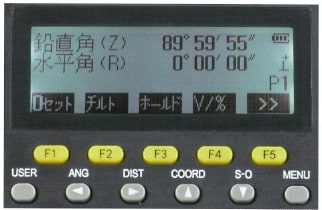 鉛直角(Z) 89°59′55″
水平角(R) 0°00′00″
P1
0セット チルト ホールド V/% >>
F1 F2 F3 F4 F5
USER ANG DIST COORD S-O MENU